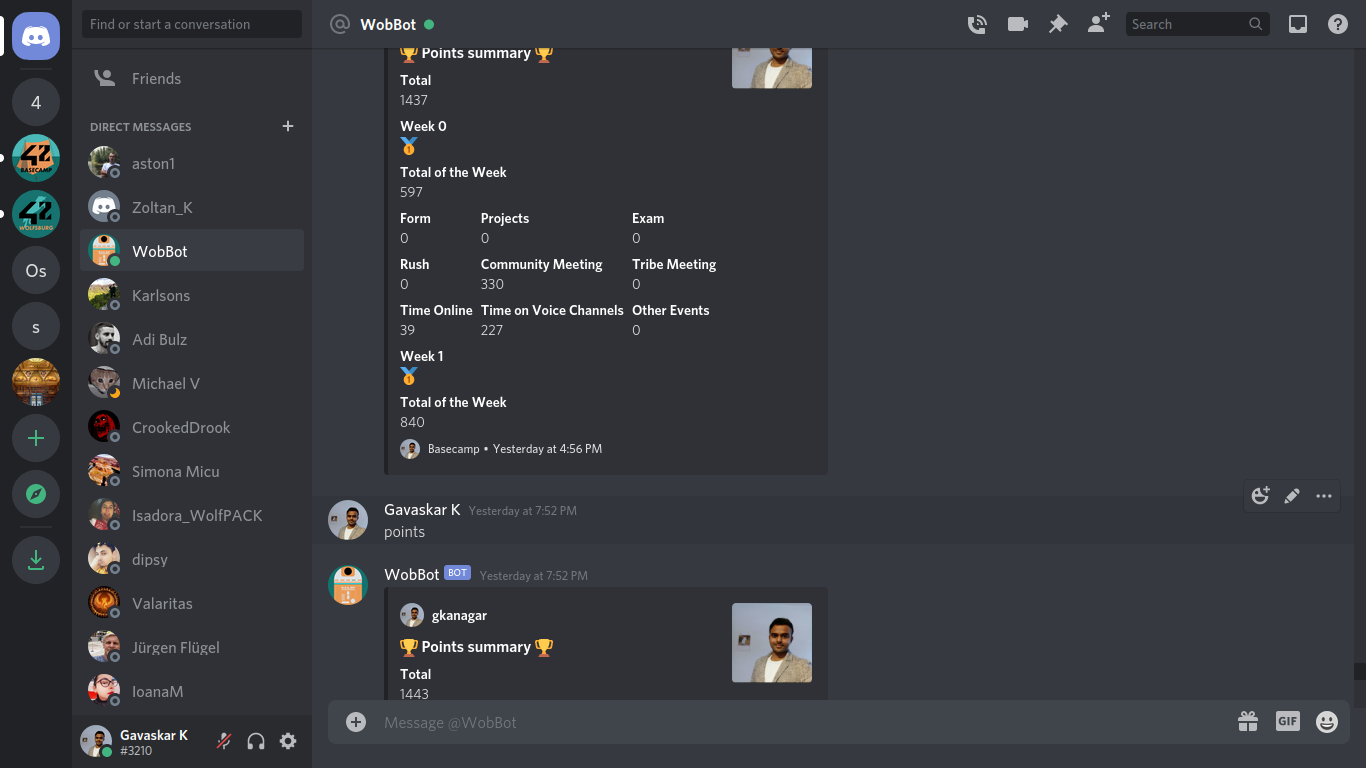 Find or start a conversation
4
42
BASECAMP
42
WOLFSBURG
Os
s
Friends
DIRECT MESSAGES
aston1
Zoltan_K
WobBot
Karlsons
Adi Bulz
Michael V
CrookedDrook
Simona Micu
Isadora_WolfPACK
dipsy
Valaritas
Jürgen Flügel
IoanaM
Gavaskar K
#3210
@ WobBot
Search
🏆 Points summary 🏆
Total
1437
Week 0
🥇
Total of the Week
597
Form Projects Exam
0 0 0
Rush Community Meeting Tribe Meeting
0 330 0
Time Online Time on Voice Channels Other Events
39 227 0
Week 1
🥇
Total of the Week
840
Basecamp • Yesterday at 4:56 PM
Gavaskar K Yesterday at 7:52 PM
points
WobBot BOT Yesterday at 7:52 PM
gkanagar
🏆 Points summary 🏆
Total
1443
Message @WobBot
GIF